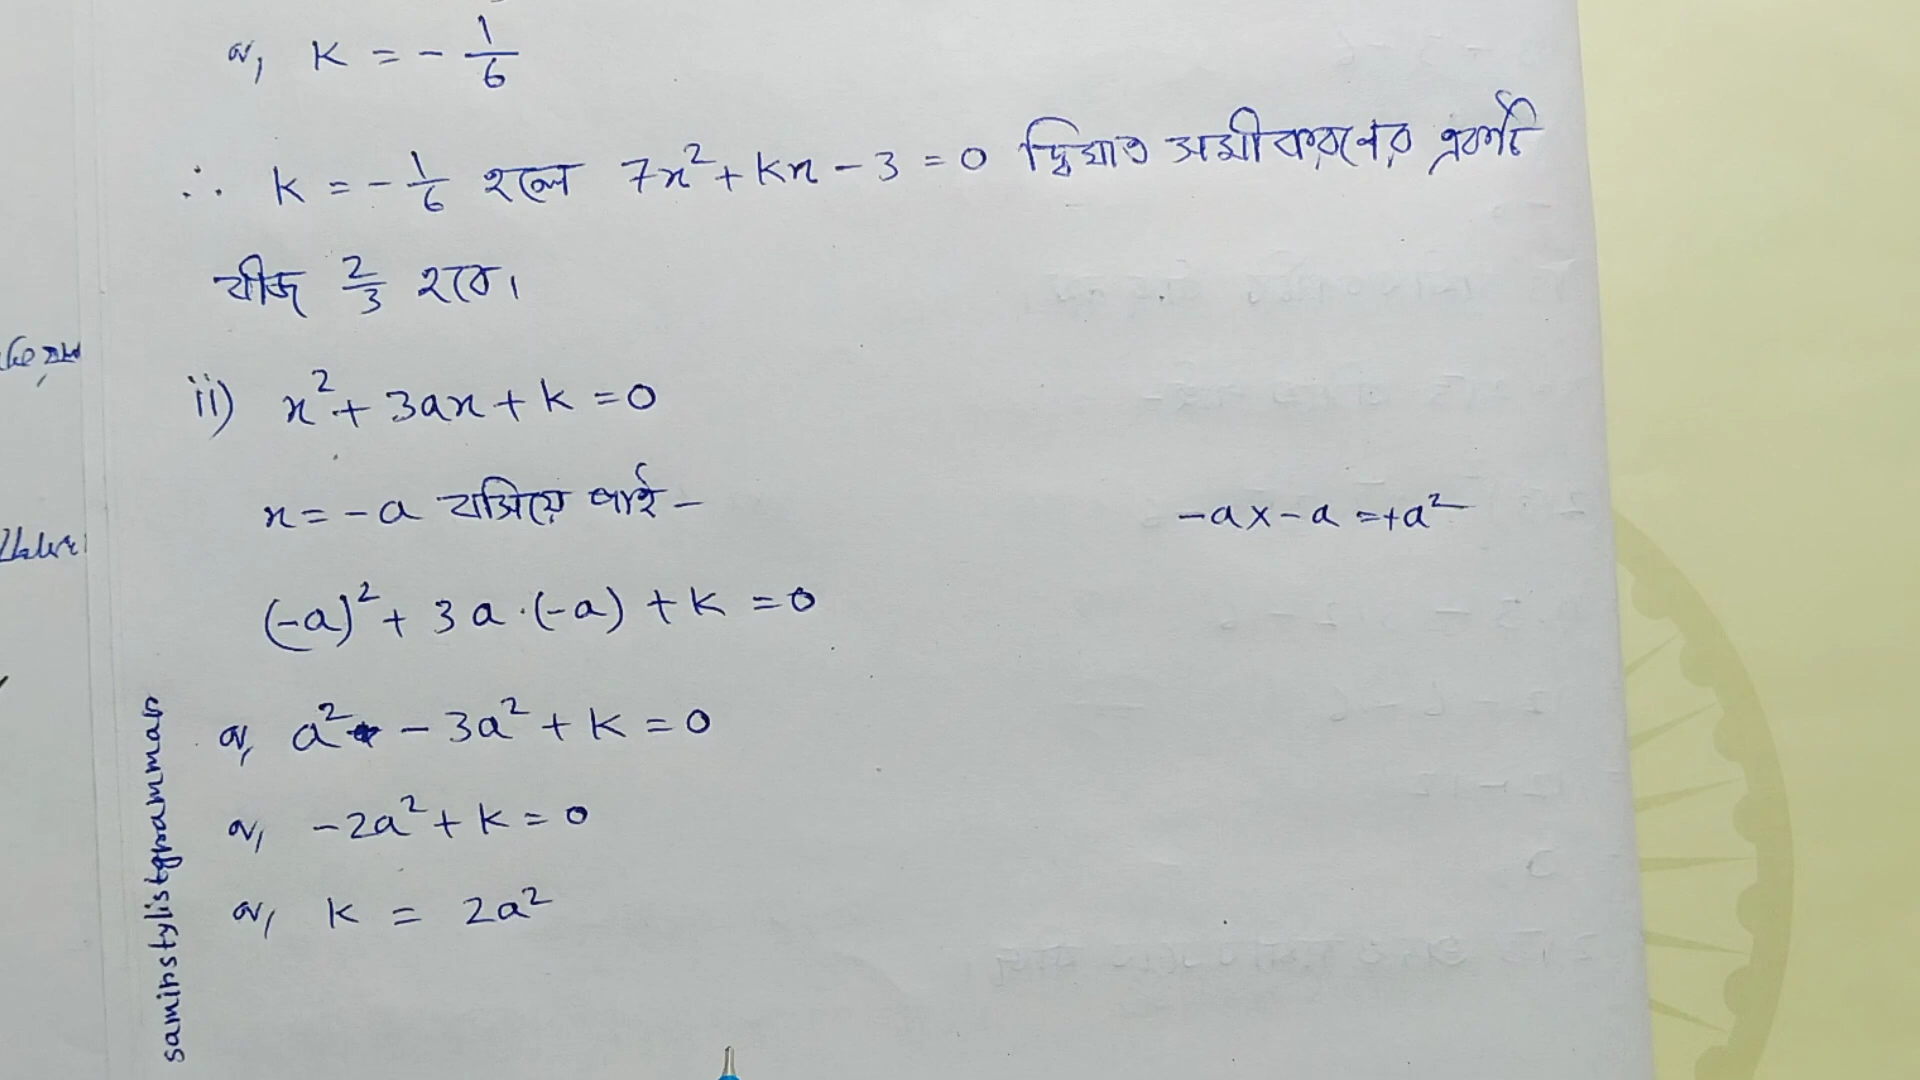 বা, k = - 1/6
∴ k = - 1/6 হলে 7x² + kx - 3 = 0 দ্বিঘাত সমীকরণের একটি
বীজ 2/3 হবে।
ii) x² + 3ax + k = 0
x = -a বসিয়ে পাই -
-a x -a = +a²
(-a)² + 3a·(-a) + k = 0
বা, a² - 3a² + k = 0
বা, -2a² + k = 0
বা, k = 2a²
saminstylistgrammar